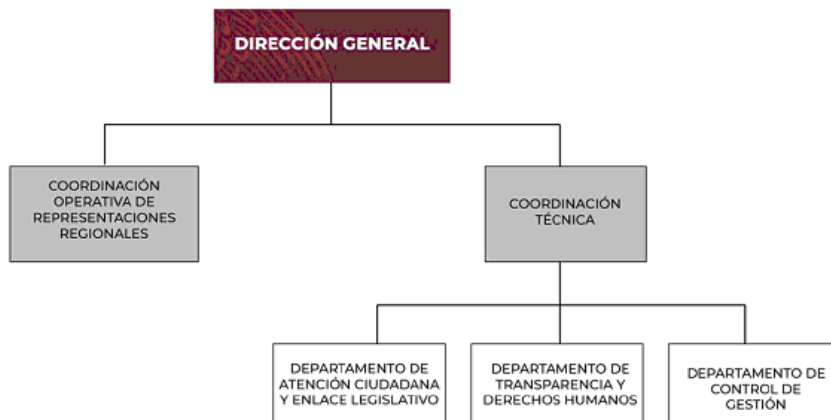 DIRECCIÓN GENERAL
COORDINACIÓN
OPERATIVA DE
REPRESENTACIONES
REGIONALES
COORDINACIÓN
TÉCNICA
DEPARTAMENTO DE
ATENCIÓN CIUDADANA
Y ENLACE LEGISLATIVO
DEPARTAMENTO DE
TRANSPARENCIA Y
DERECHOS HUMANOS
DEPARTAMENTO DE
CONTROL DE
GESTIÓN